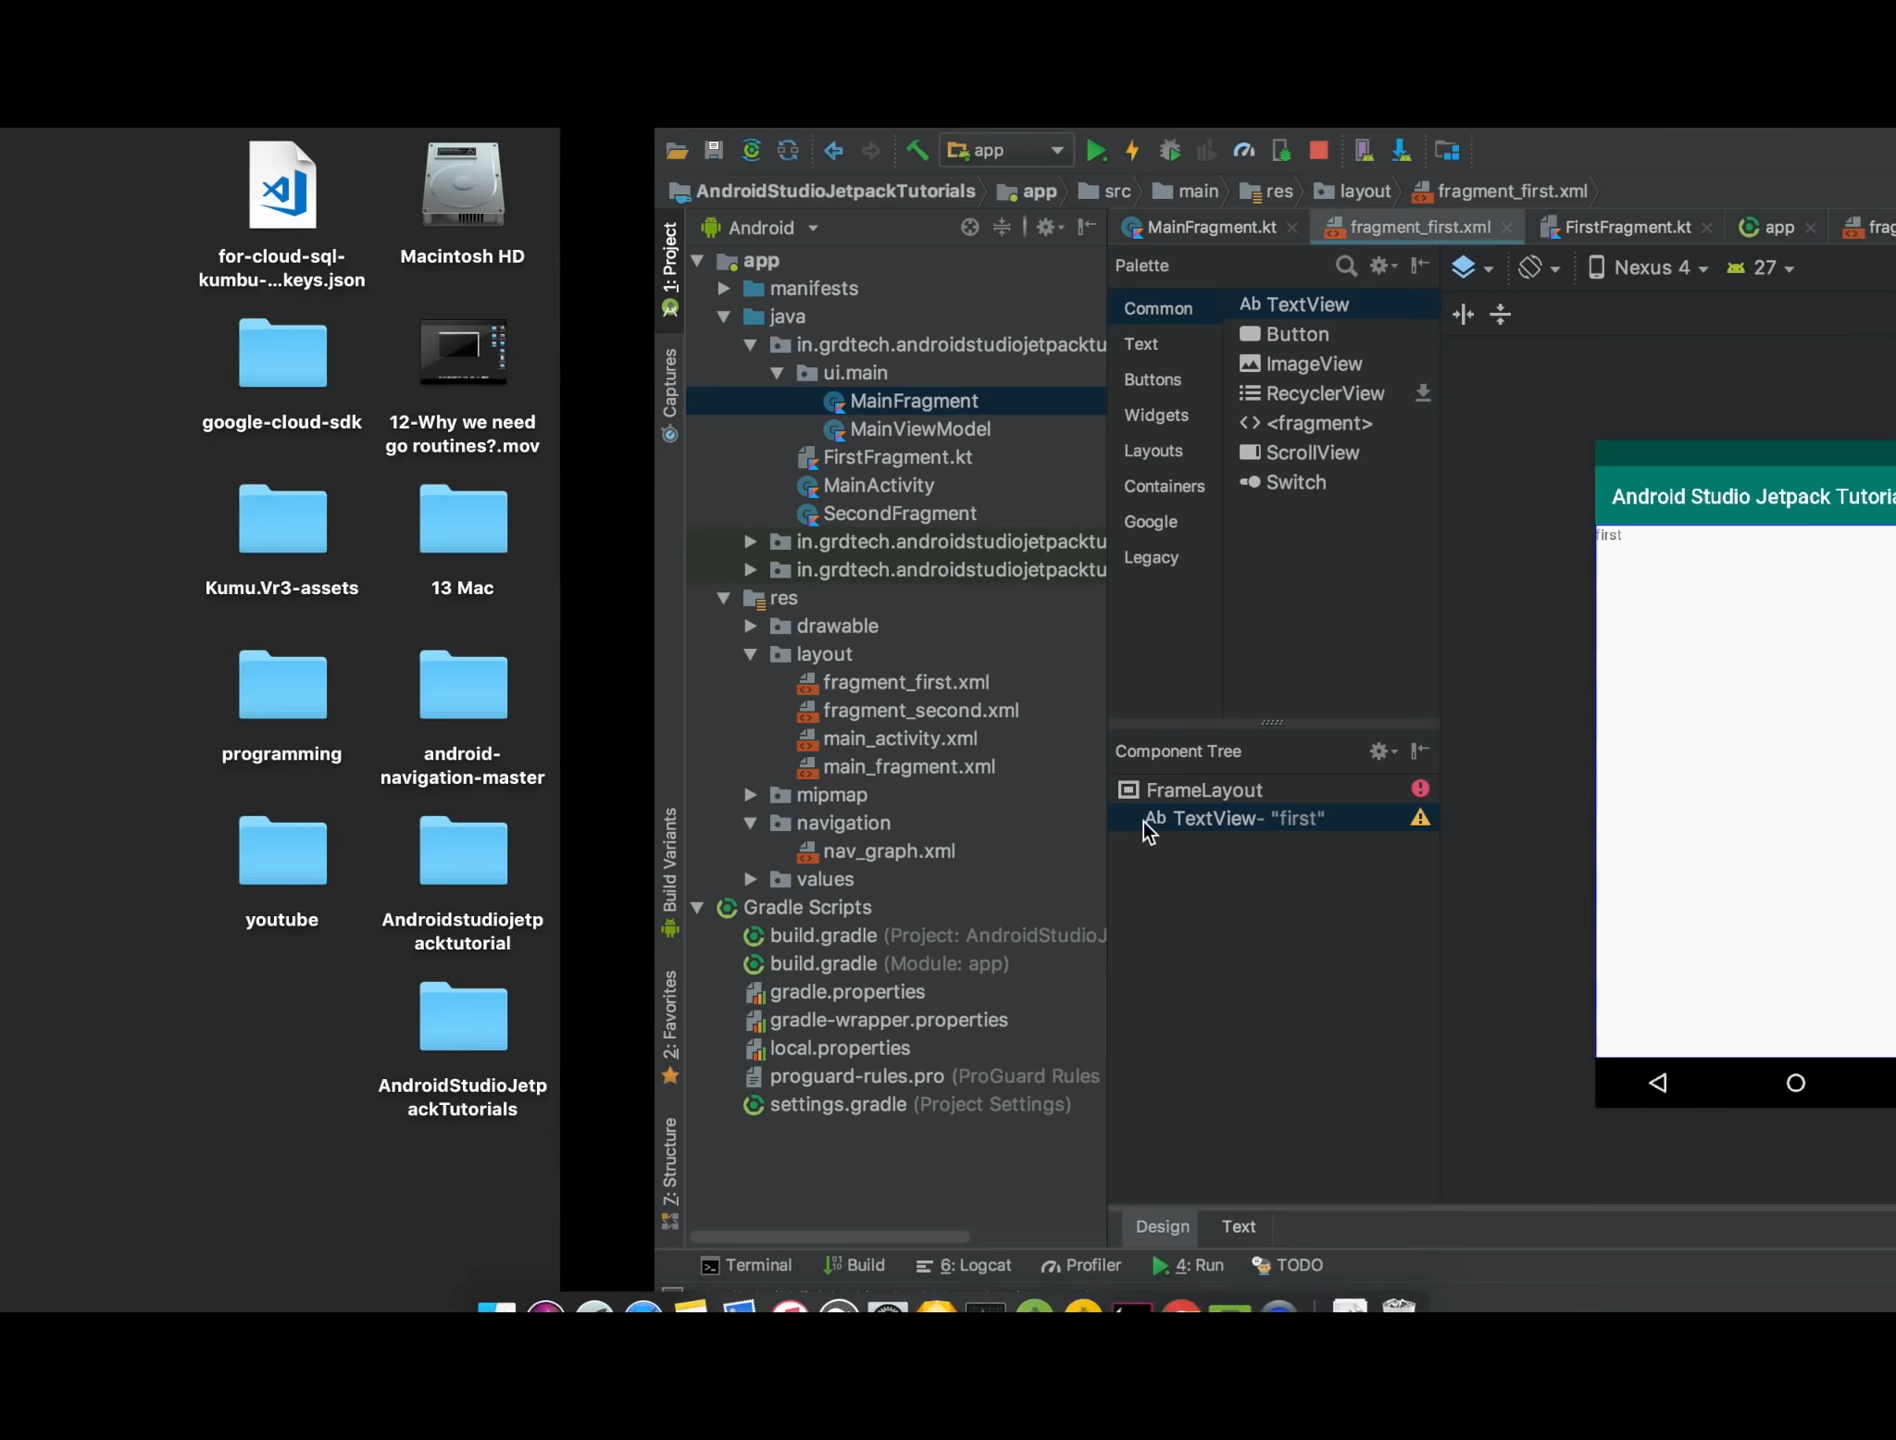 for-cloud-sql-
kumbu-...keys.json
Macintosh HD
google-cloud-sdk
12-Why we need
go routines?.mov
Kumu.Vr3-assets
13 Mac
programming
android-
navigation-master
youtube
Androidstudiojetp
acktutorial
AndroidStudioJetp
ackTutorials
app
AndroidStudioJetpackTutorials
app
src
main
res
layout
fragment_first.xml
1: Project
Captures
Build Variants
2: Favorites
Z: Structure
Android
app
manifests
java
in.grdtech.androidstudiojetpacktu
ui.main
MainFragment
MainViewModel
FirstFragment.kt
MainActivity
SecondFragment
in.grdtech.androidstudiojetpacktu
in.grdtech.androidstudiojetpacktu
res
drawable
layout
fragment_first.xml
fragment_second.xml
main_activity.xml
main_fragment.xml
mipmap
navigation
nav_graph.xml
values
Gradle Scripts
build.gradle (Project: AndroidStudioJ
build.gradle (Module: app)
gradle.properties
gradle-wrapper.properties
local.properties
proguard-rules.pro (ProGuard Rules
settings.gradle (Project Settings)
MainFragment.kt
fragment_first.xml
FirstFragment.kt
app
frag
Palette
Common
Text
Buttons
Widgets
Layouts
Containers
Google
Legacy
Ab TextView
Button
ImageView
RecyclerView
<fragment>
ScrollView
Switch
Nexus 4
27
Component Tree
FrameLayout
Ab TextView- "first"
Android Studio Jetpack Tutoria
first
Design
Text
Terminal
Build
6: Logcat
Profiler
4: Run
TODO